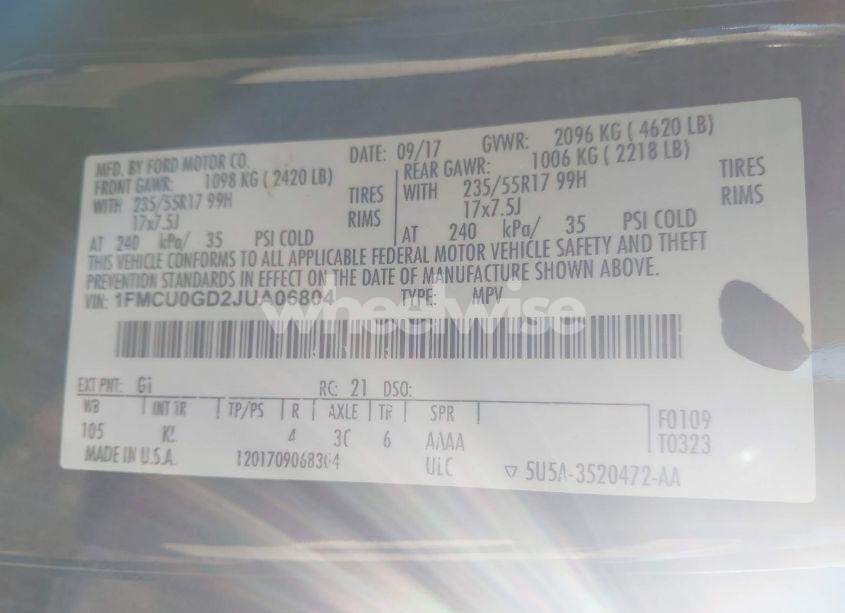 MFD. BY FORD MOTOR CO. DATE: 09/17 GVWR: 2096 KG ( 4620 LB)
FRONT GAWR: 1098 KG ( 2420 LB) REAR GAWR: 1006 KG ( 2218 LB)
WITH 235/55R17 99H TIRES WITH 235/55R17 99H TIRES
17x7.5J RIMS 17x7.5J RIMS
AT 240 kPa/ 35 PSI COLD AT 240 kPa/ 35 PSI COLD
THIS VEHICLE CONFORMS TO ALL APPLICABLE FEDERAL MOTOR VEHICLE SAFETY AND THEFT
PREVENTION STANDARDS IN EFFECT ON THE DATE OF MANUFACTURE SHOWN ABOVE.
VIN: 1FMCU0GD2JUA06804 TYPE: MPV
wheelwise
EXT PNT: RC: 21 DSO:
WB INT TR TP/PS R AXLE TR SPR F0109
105 4 6 AAAA T0323
MADE IN U.S.A. 5U5A-3520472-AA